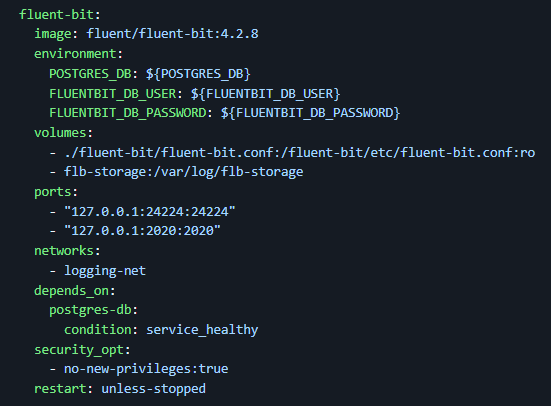 fluent-bit:
  image: fluent/fluent-bit:4.2.8
  environment:
    POSTGRES_DB: ${POSTGRES_DB}
    FLUENTBIT_DB_USER: ${FLUENTBIT_DB_USER}
    FLUENTBIT_DB_PASSWORD: ${FLUENTBIT_DB_PASSWORD}
  volumes:
    - ./fluent-bit/fluent-bit.conf:/fluent-bit/etc/fluent-bit.conf:ro
    - flb-storage:/var/log/flb-storage
  ports:
    - "127.0.0.1:24224:24224"
    - "127.0.0.1:2020:2020"
  networks:
    - logging-net
  depends_on:
    postgres-db:
      condition: service_healthy
  security_opt:
    - no-new-privileges:true
  restart: unless-stopped